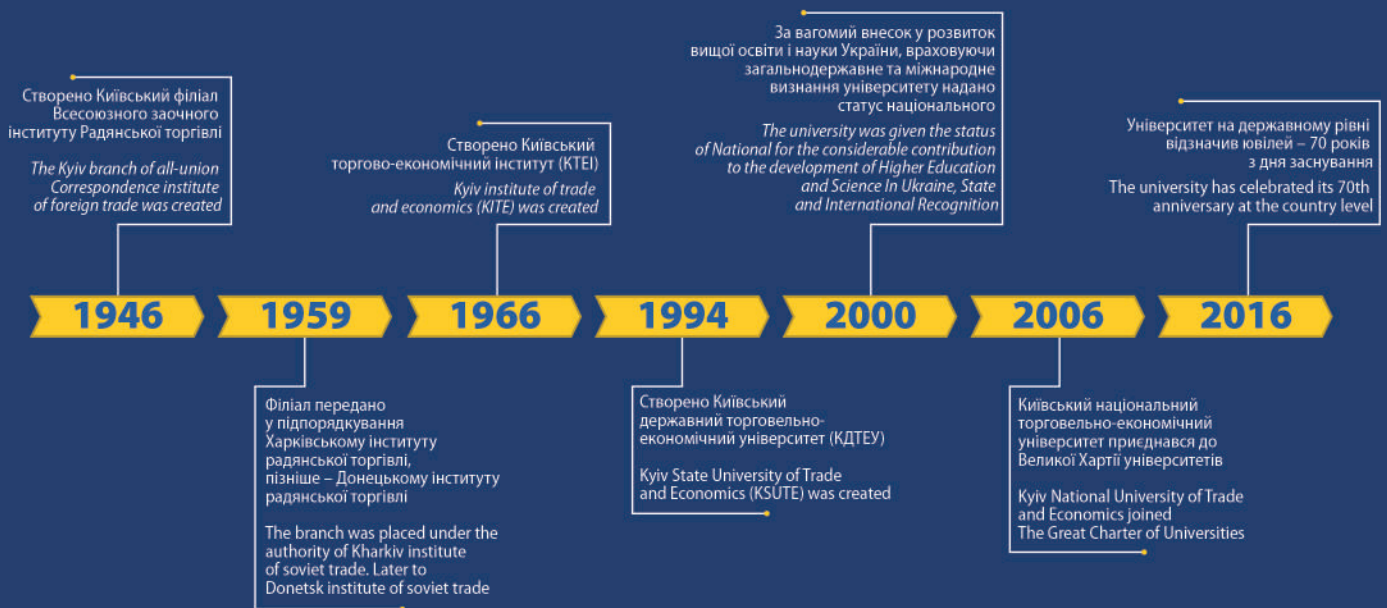 Створено Київський філіал
Всесоюзного заочного
інституту Радянської торгівлі
The Kyiv branch of all-union
Correspondence institute
of foreign trade was created
Створено Київський
торгово-економічний інститут (КТЕІ)
Kyiv institute of trade
and economics (KITE) was created
За вагомий внесок у розвиток
вищої освіти і науки України, враховуючи
загальнодержавне та міжнародне
визнання університету надано
статус національного
The university was given the status
of National for the considerable contribution
to the development of Higher Education
and Science In Ukraine, State
and International Recognition
Університет на державному рівні
відзначив ювілей – 70 років
з дня заснування
The university has celebrated its 70th
anniversary at the country level
1946
1959
1966
1994
2000
2006
2016
Філіал передано
у підпорядкування
Харківському інституту
радянської торгівлі,
пізніше – Донецькому інституту
радянської торгівлі
The branch was placed under the
authority of Kharkiv institute
of soviet trade. Later to
Donetsk institute of soviet trade
Створено Київський
державний торговельно-
економічний університет (КДТЕУ)
Kyiv State University of Trade
and Economics (KSUTE) was created
Київський національний
торговельно-економічний
університет приєднався до
Великої Хартії університетів
Kyiv National University of Trade
and Economics joined
The Great Charter of Universities